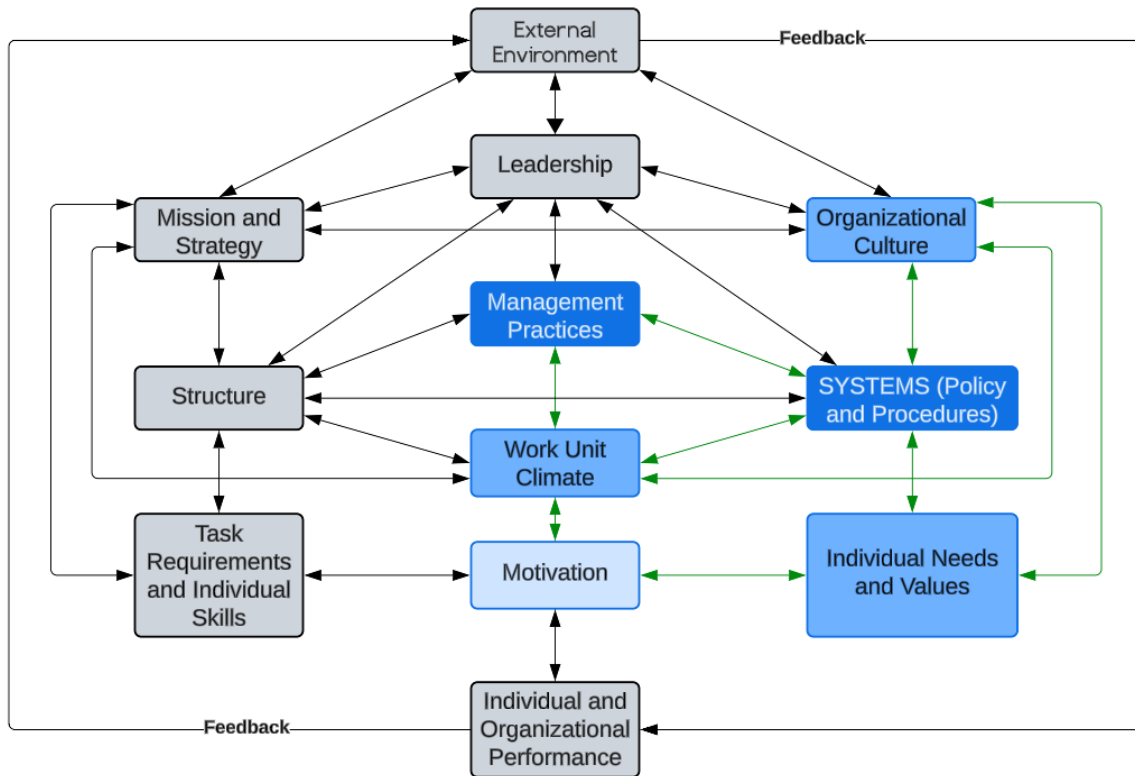 External
Environment
Feedback
Leadership
Mission and
Strategy
Organizational
Culture
Management
Practices
Structure
SYSTEMS (Policy
and Procedures)
Work Unit
Climate
Task
Requirements
and Individual
Skills
Motivation
Individual Needs
and Values
Feedback
Individual and
Organizational
Performance